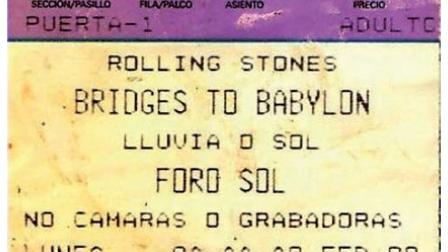 SECCION/PASILLO FILA/PALCO ASIENTO PRECIO
PUERTA-1 ADULTO
ROLLING STONES
BRIDGES TO BABYLON
LLUVIA O SOL
FORO SOL
NO CAMARAS O GRABADORAS
LUNES